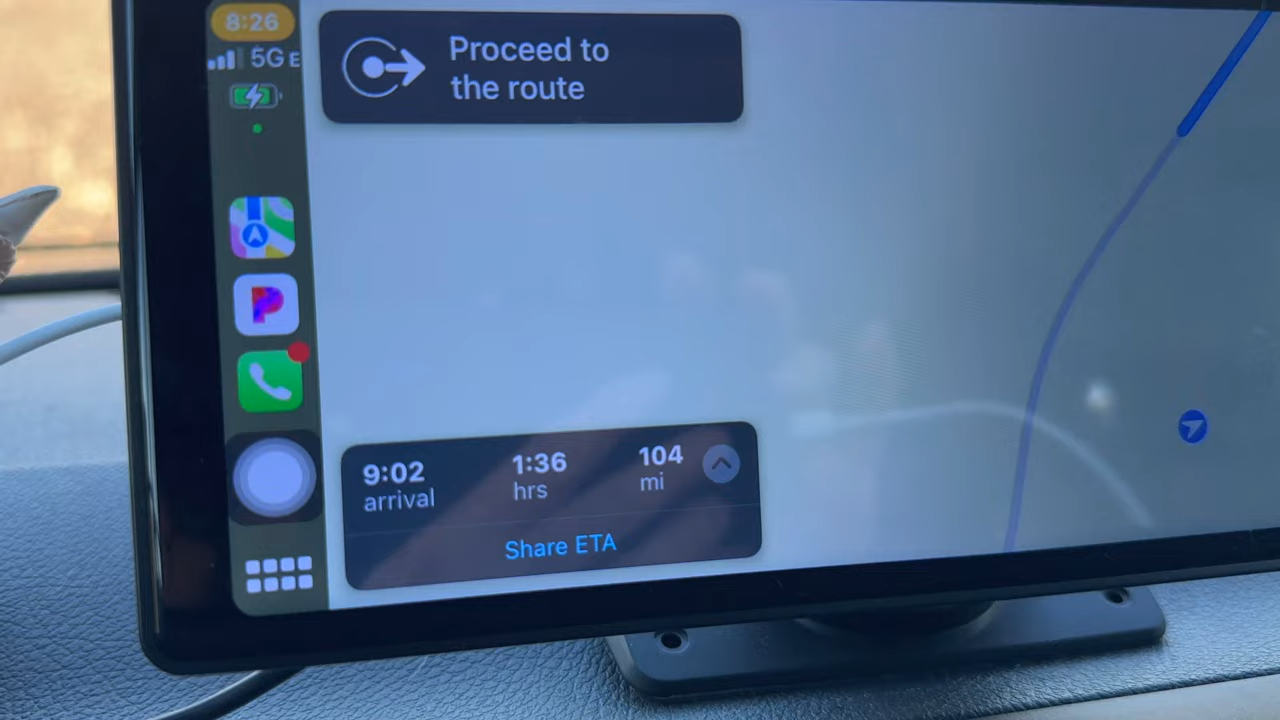 8:26
5G E
Proceed to
the route
P
9:02
arrival
1:36
hrs
104
mi
Share ETA